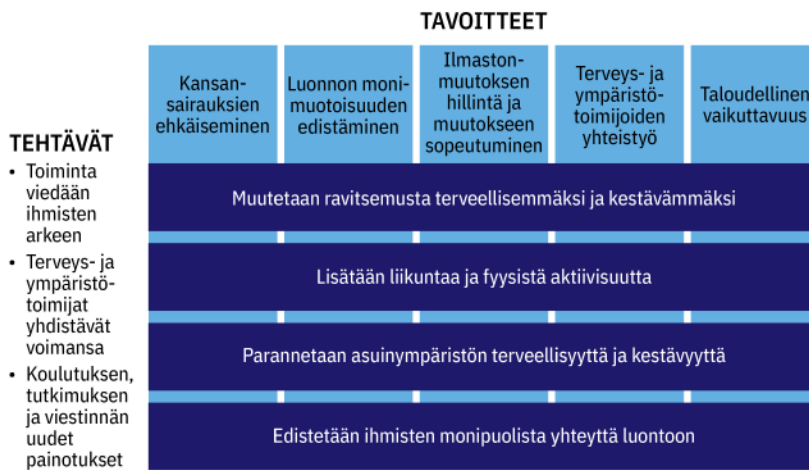 TAVOITTEET
Kansan-
sairauksien
ehkäiseminen
Luonnon moni-
muotoisuuden
edistäminen
Ilmaston-
muutoksen
hillintä ja
muutokseen
sopeutuminen
Terveys- ja
ympäristö-
toimijoiden
yhteistyö
Taloudellinen
vaikuttavuus
TEHTÄVÄT
• Toiminta
viedään
ihmisten
arkeen
• Terveys- ja
ympäristö-
toimijat
yhdistävät
voimansa
• Koulutuksen,
tutkimuksen
ja viestinnän
uudet
painotukset
Muutetaan ravitsemusta terveellisemmäksi ja kestävämmäksi
Lisätään liikuntaa ja fyysistä aktiivisuutta
Parannetaan asuinympäristön terveellisyyttä ja kestävyyttä
Edistetään ihmisten monipuolista yhteyttä luontoon